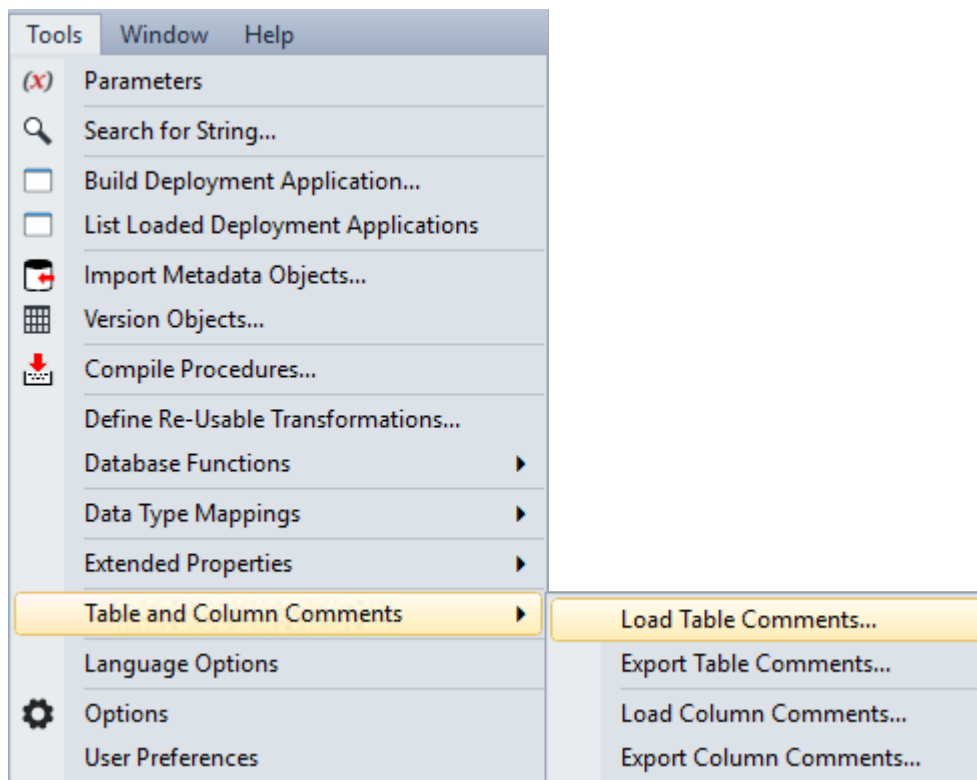 Tools Window Help
(x) Parameters
Search for String...
Build Deployment Application...
List Loaded Deployment Applications
Import Metadata Objects...
Version Objects...
Compile Procedures...
Define Re-Usable Transformations...
Database Functions
Data Type Mappings
Extended Properties
Table and Column Comments
Load Table Comments...
Export Table Comments...
Load Column Comments...
Export Column Comments...
Language Options
Options
User Preferences